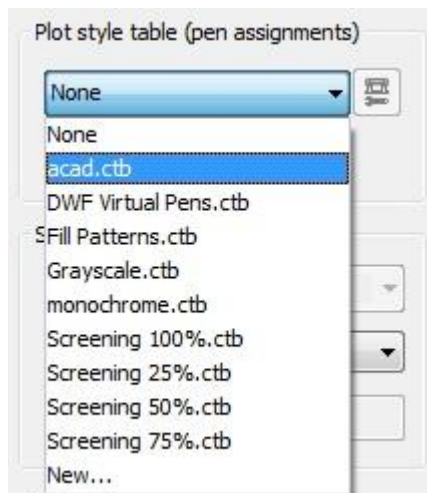 Plot style table (pen assignments)
None
None
acad.ctb
DWF Virtual Pens.ctb
Fill Patterns.ctb
Grayscale.ctb
monochrome.ctb
Screening 100%.ctb
Screening 25%.ctb
Screening 50%.ctb
Screening 75%.ctb
New...